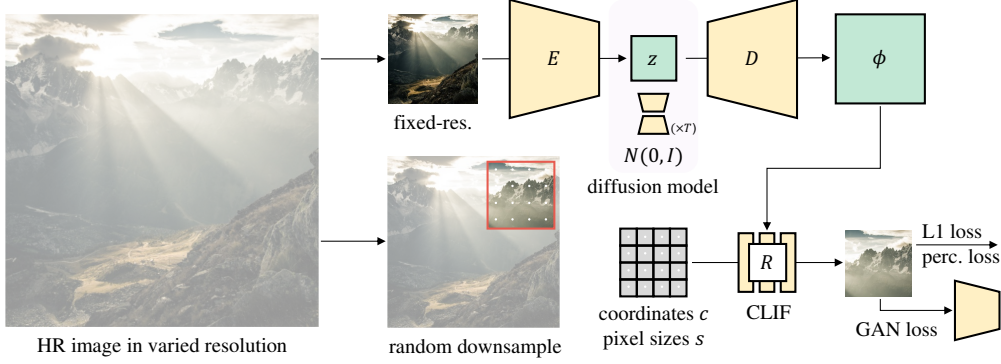 fixed-res.
E
z
(×T)
N(0, I)
diffusion model
D
ϕ
HR image in varied resolution
random downsample
coordinates c
pixel sizes s
R
CLIF
L1 loss
perc. loss
GAN loss